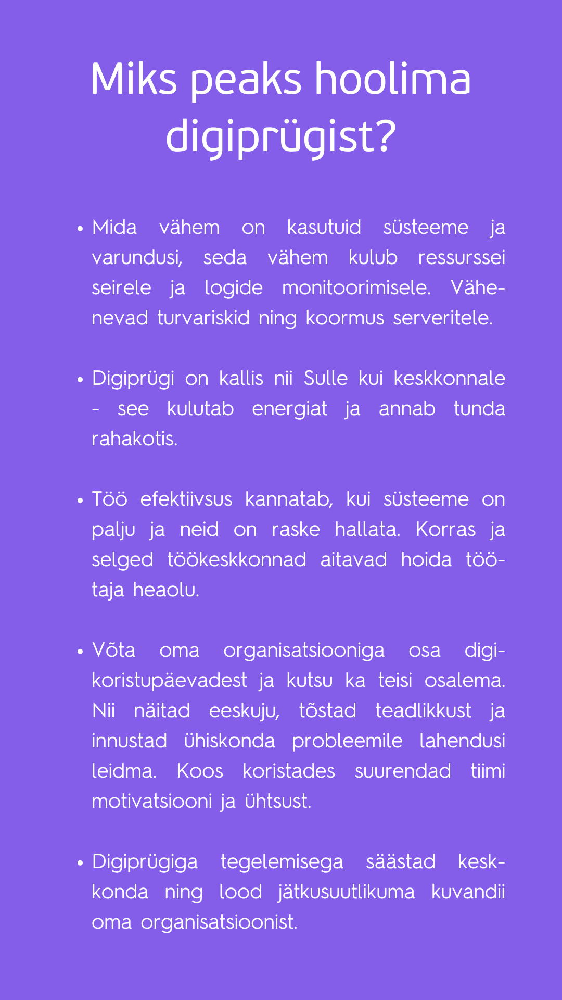 Miks peaks hoolima
digiprügist?
• Mida vähem on kasutuid süsteeme ja
varundusi, seda vähem kulub ressurssei
seirele ja logide monitoorimisele. Vähe-
nevad turvariskid ning koormus serveritele.
• Digiprügi on kallis nii Sulle kui keskkonnale
- see kulutab energiat ja annab tunda
rahakotis.
• Töö efektiivsus kannatab, kui süsteeme on
palju ja neid on raske hallata. Korras ja
selged töökeskkonnad aitavad hoida töö-
taja heaolu.
• Võta oma organisatsiooniga osa digi-
koristupäevadest ja kutsu ka teisi osalema.
Nii näitad eeskuju, tõstad teadlikkust ja
innustad ühiskonda probleemile lahendusi
leidma. Koos koristades suurendad tiimi
motivatsiooni ja ühtsust.
• Digiprügiga tegelemisega säästad kesk-
konda ning lood jätkusuutlikuma kuvandii
oma organisatsioonist.